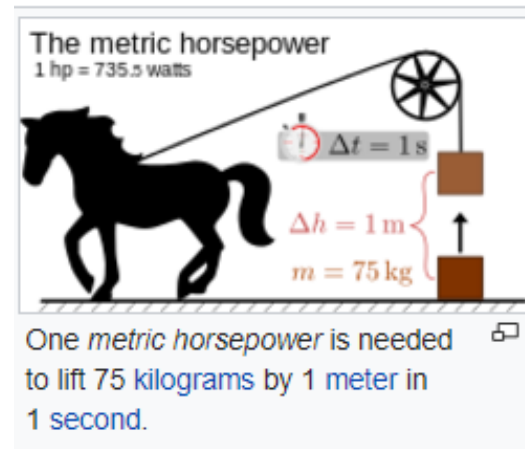 The metric horsepower
1 hp = 735.5 watts
Δt = 1 s
Δh = 1 m
m = 75 kg
One metric horsepower is needed
to lift 75 kilograms by 1 meter in
1 second.